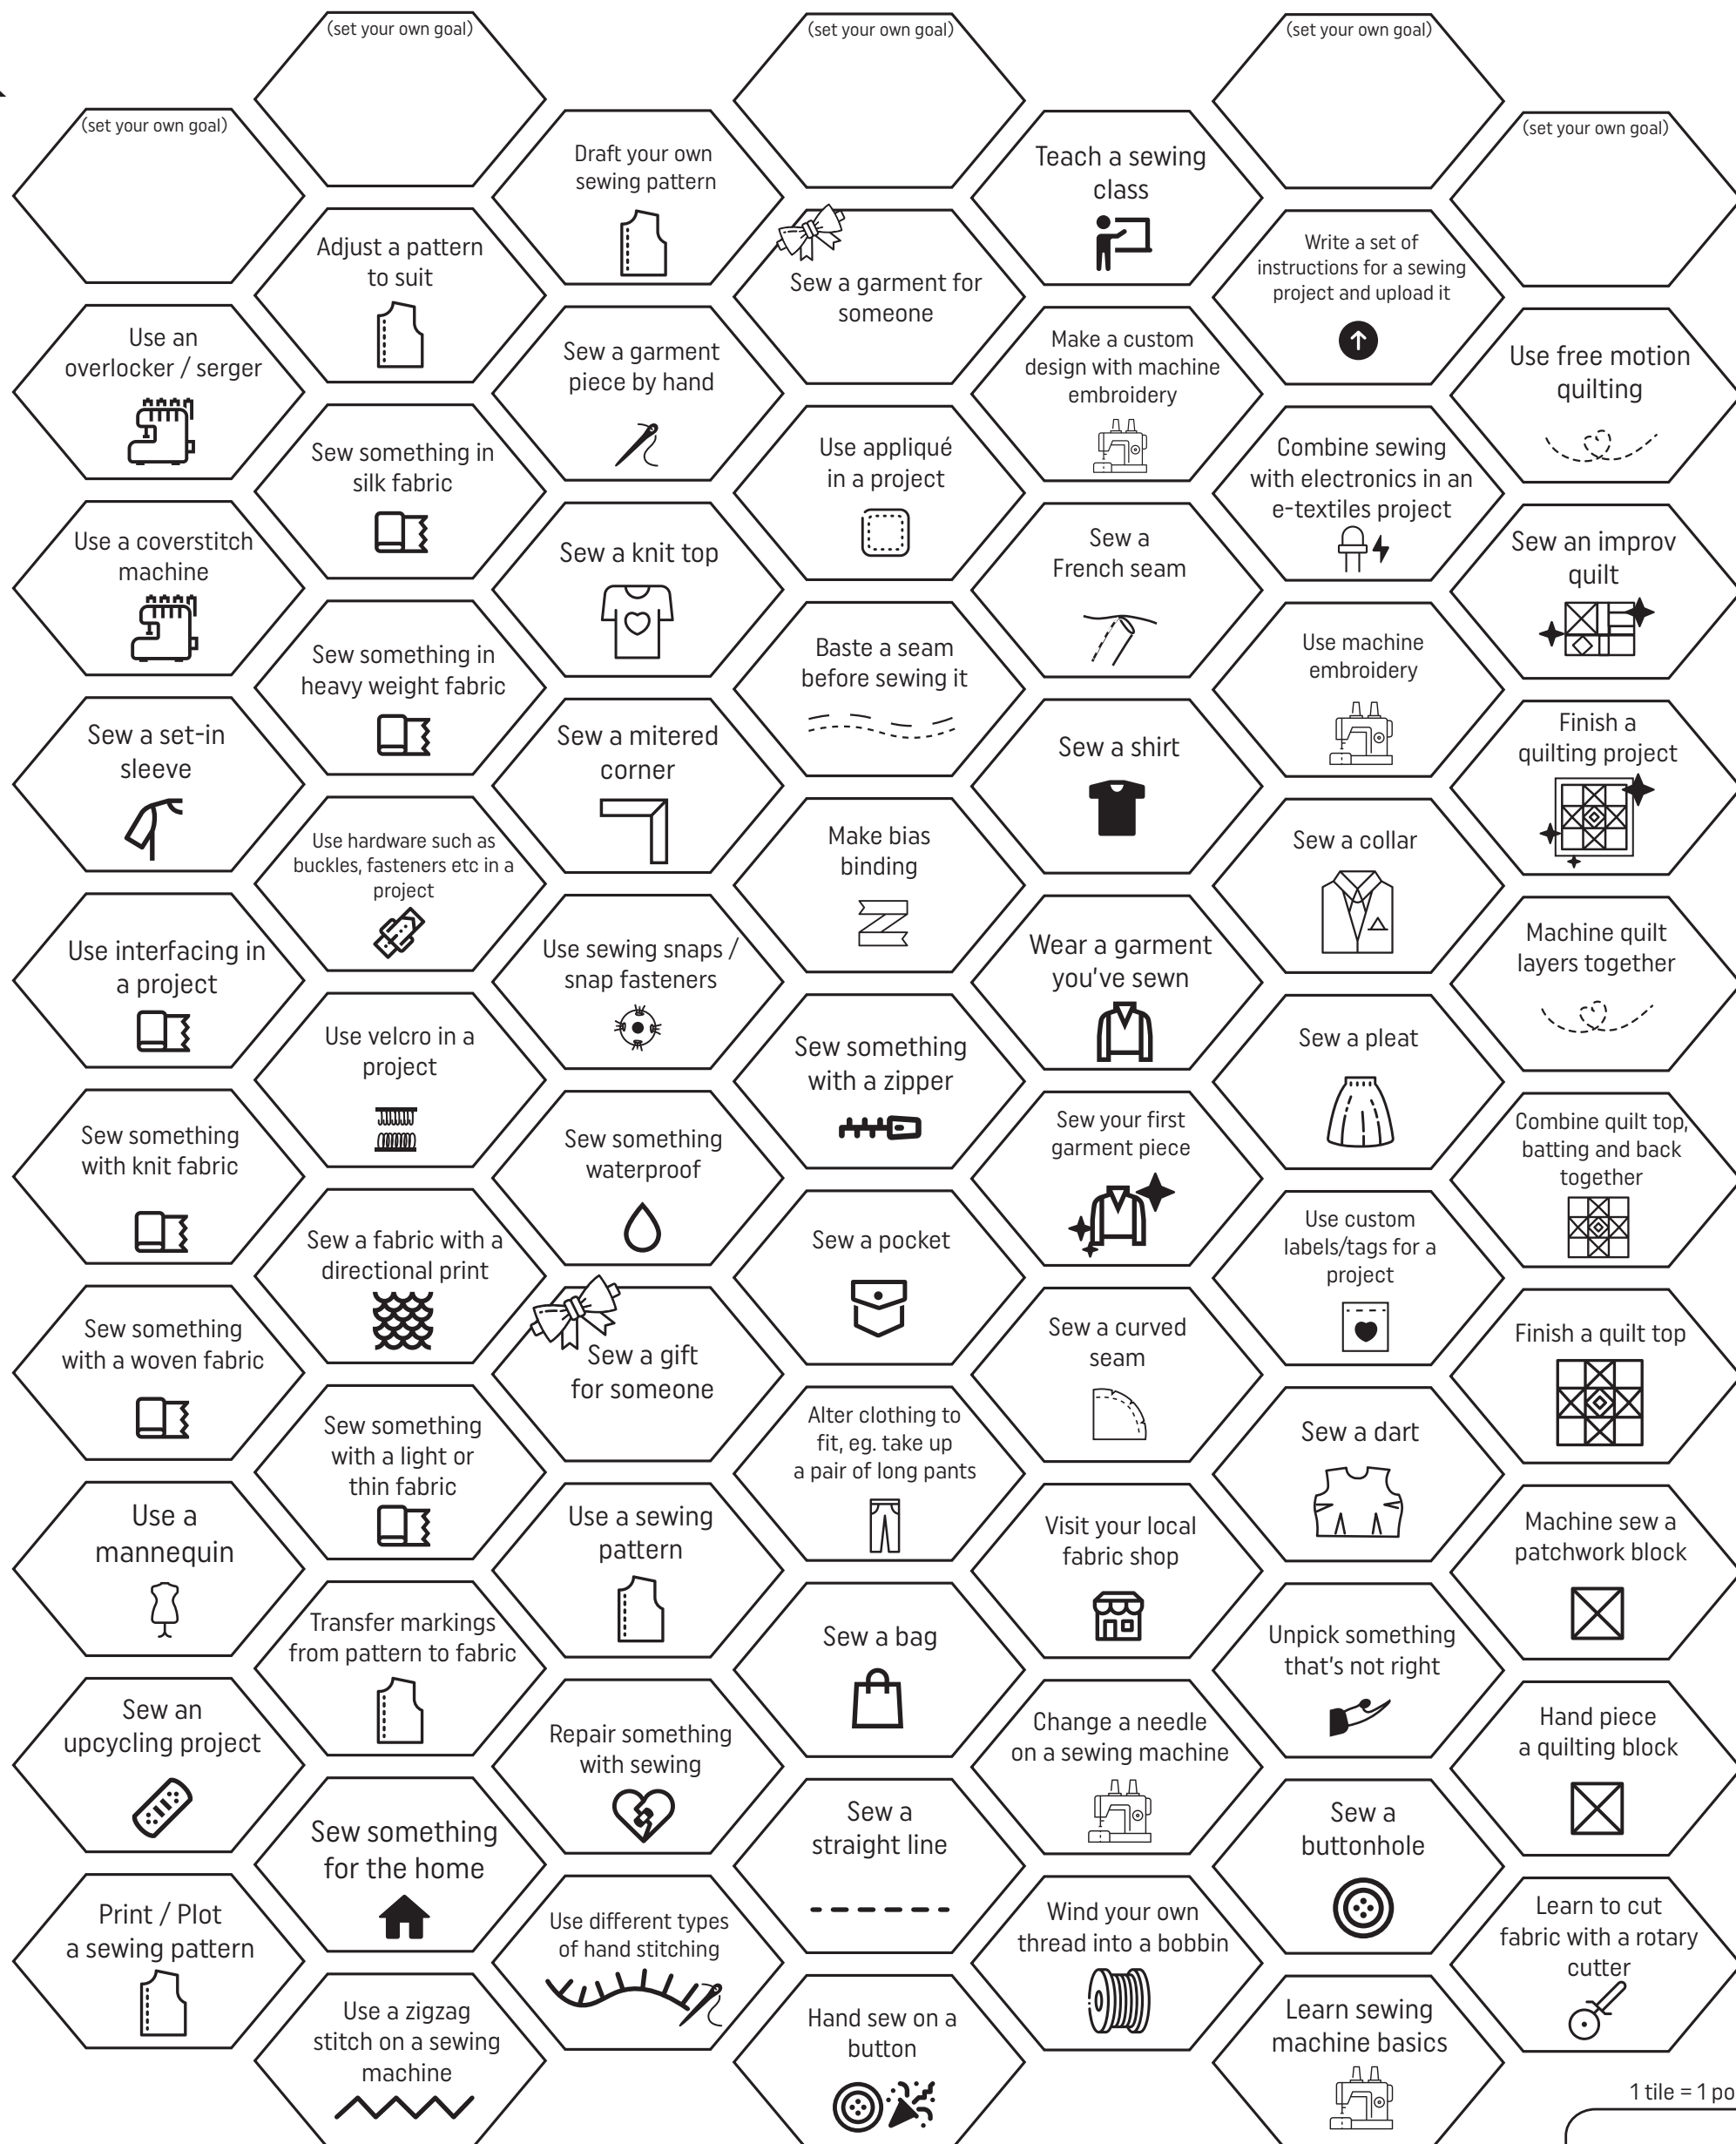 (set your own goal)
(set your own goal)
(set your own goal)
(set your own goal)
(set your own goal)
Draft your own
sewing pattern
Teach a sewing
class
Adjust a pattern
to suit
Sew a garment for
someone
Write a set of
instructions for a sewing
project and upload it
Use an
overlocker / serger
Sew a garment
piece by hand
Make a custom
design with machine
embroidery
Use free motion
quilting
Sew something in
silk fabric
Use appliqué
in a project
Combine sewing
with electronics in an
e-textiles project
Use a coverstitch
machine
Sew a knit top
Sew a
French seam
Sew an improv
quilt
Sew something in
heavy weight fabric
Baste a seam
before sewing it
Use machine
embroidery
Sew a set-in
sleeve
Sew a mitered
corner
Sew a shirt
Finish a
quilting project
Use hardware such as
buckles, fasteners etc in a
project
Make bias
binding
Sew a collar
Use interfacing in
a project
Use sewing snaps /
snap fasteners
Wear a garment
you've sewn
Machine quilt
layers together
Use velcro in a
project
Sew something
with a zipper
Sew a pleat
Sew something
with knit fabric
Sew something
waterproof
Sew your first
garment piece
Combine quilt top,
batting and back
together
Sew a fabric with a
directional print
Sew a pocket
Use custom
labels/tags for a
project
Sew something
with a woven fabric
Sew a gift
for someone
Sew a curved
seam
Finish a quilt top
Sew something
with a light or
thin fabric
Alter clothing to
fit, eg. take up
a pair of long pants
Sew a dart
Use a
mannequin
Use a sewing
pattern
Visit your local
fabric shop
Machine sew a
patchwork block
Transfer markings
from pattern to fabric
Sew a bag
Unpick something
that's not right
Sew an
upcycling project
Repair something
with sewing
Change a needle
on a sewing machine
Hand piece
a quilting block
Sew something
for the home
Sew a
straight line
Sew a
buttonhole
Print / Plot
a sewing pattern
Use different types
of hand stitching
Wind your own
thread into a bobbin
Learn to cut
fabric with a rotary
cutter
Use a zigzag
stitch on a sewing
machine
Hand sew on a
button
Learn sewing
machine basics
1 tile = 1 po